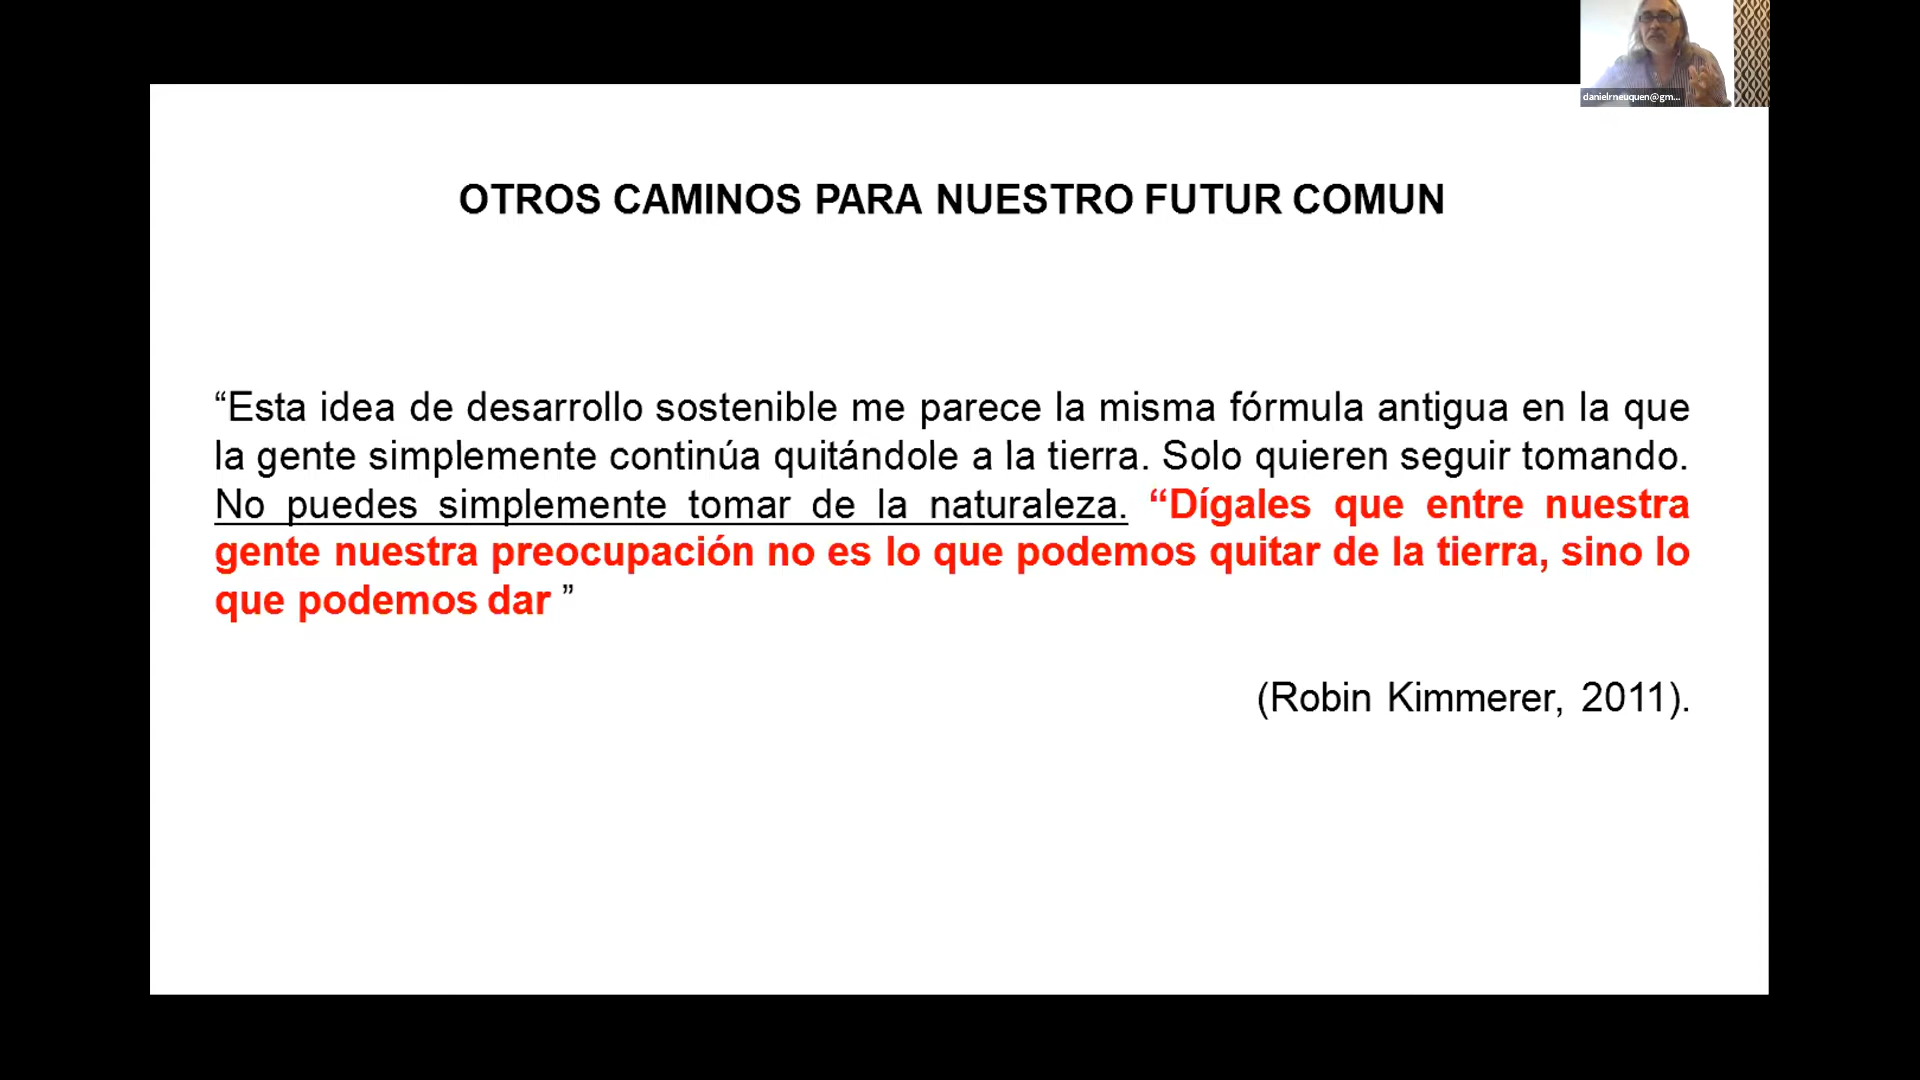 danielrneuquen@gm...
OTROS CAMINOS PARA NUESTRO FUTUR COMUN
“Esta idea de desarrollo sostenible me parece la misma fórmula antigua en la que
la gente simplemente continúa quitándole a la tierra. Solo quieren seguir tomando.
No puedes simplemente tomar de la naturaleza. “Dígales que entre nuestra
gente nuestra preocupación no es lo que podemos quitar de la tierra, sino lo
que podemos dar ”
(Robin Kimmerer, 2011).